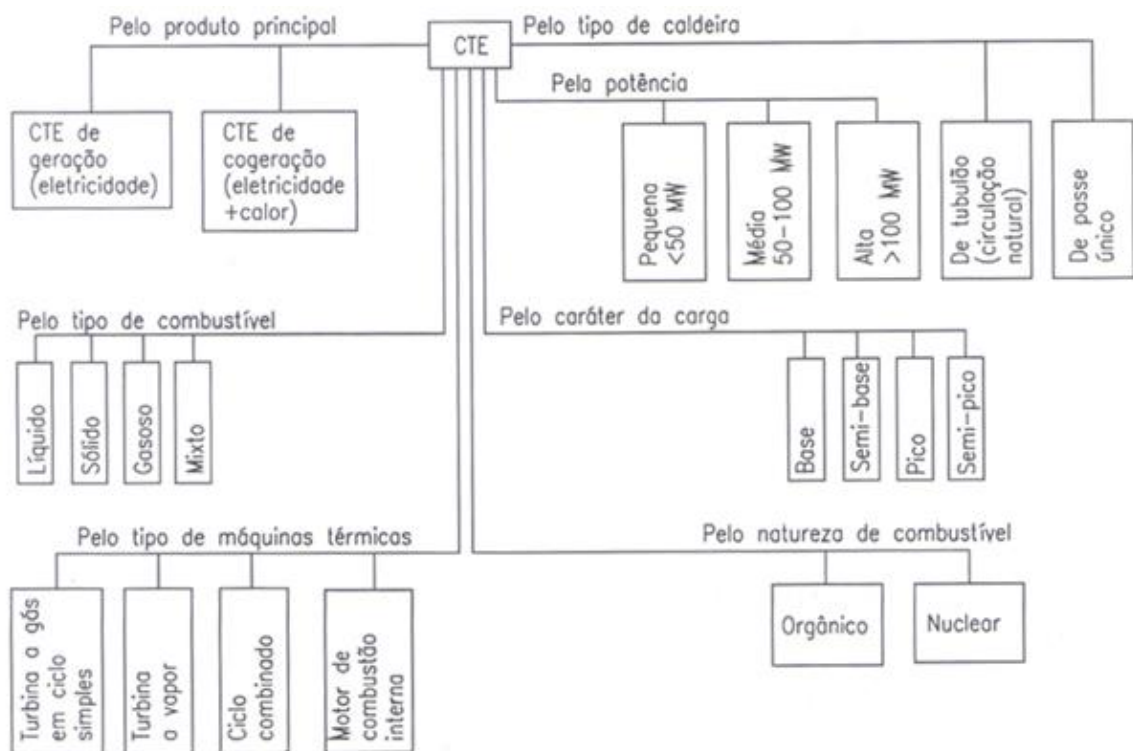 Pelo produto principal
CTE
Pelo tipo de caldeira
Pela potência
CTE de
geração
(eletricidade)
CTE de
cogeração
(eletricidade
+calor)
Pequena
<50 MW
Média
50-100 MW
Alta
>100 MW
De tubulão
(circulação
natural)
De passe
único
Pelo tipo de combustível
Líquido
Sólido
Gasoso
Mixto
Pelo caráter da carga
Base
Semi-base
Pico
Semi-pico
Pelo tipo de máquinas térmicas
Turbina a gás
em ciclo
simples
Turbina
a vapor
Ciclo
combinado
Motor de
combustão
interna
Pelo natureza de combustível
Orgânico
Nuclear